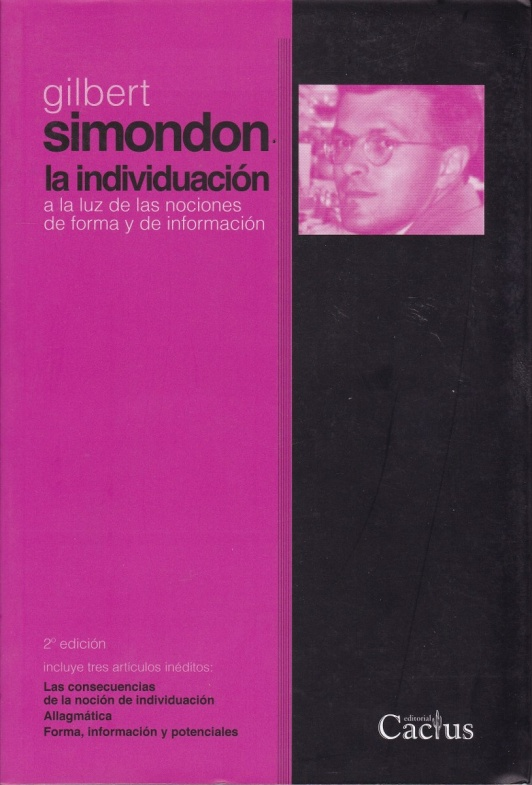 gilbert
simondon.
la individuación
a la luz de las nociones
de forma y de información
2º edición
incluye tres artículos inéditos:
Las consecuencias
de la noción de individuación
Allagmática
Forma, información y potenciales
editorial
Cactus